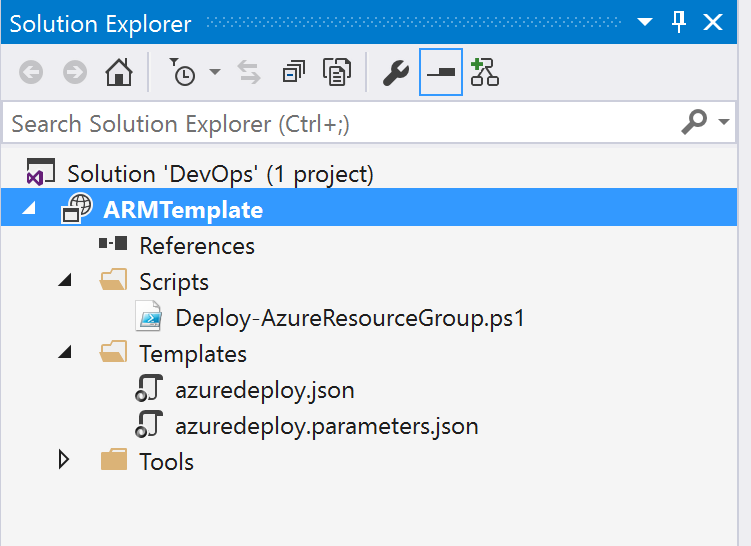 Solution Explorer
Search Solution Explorer (Ctrl+;)
Solution 'DevOps' (1 project)
ARMTemplate
References
Scripts
Deploy-AzureResourceGroup.ps1
Templates
azuredeploy.json
azuredeploy.parameters.json
Tools